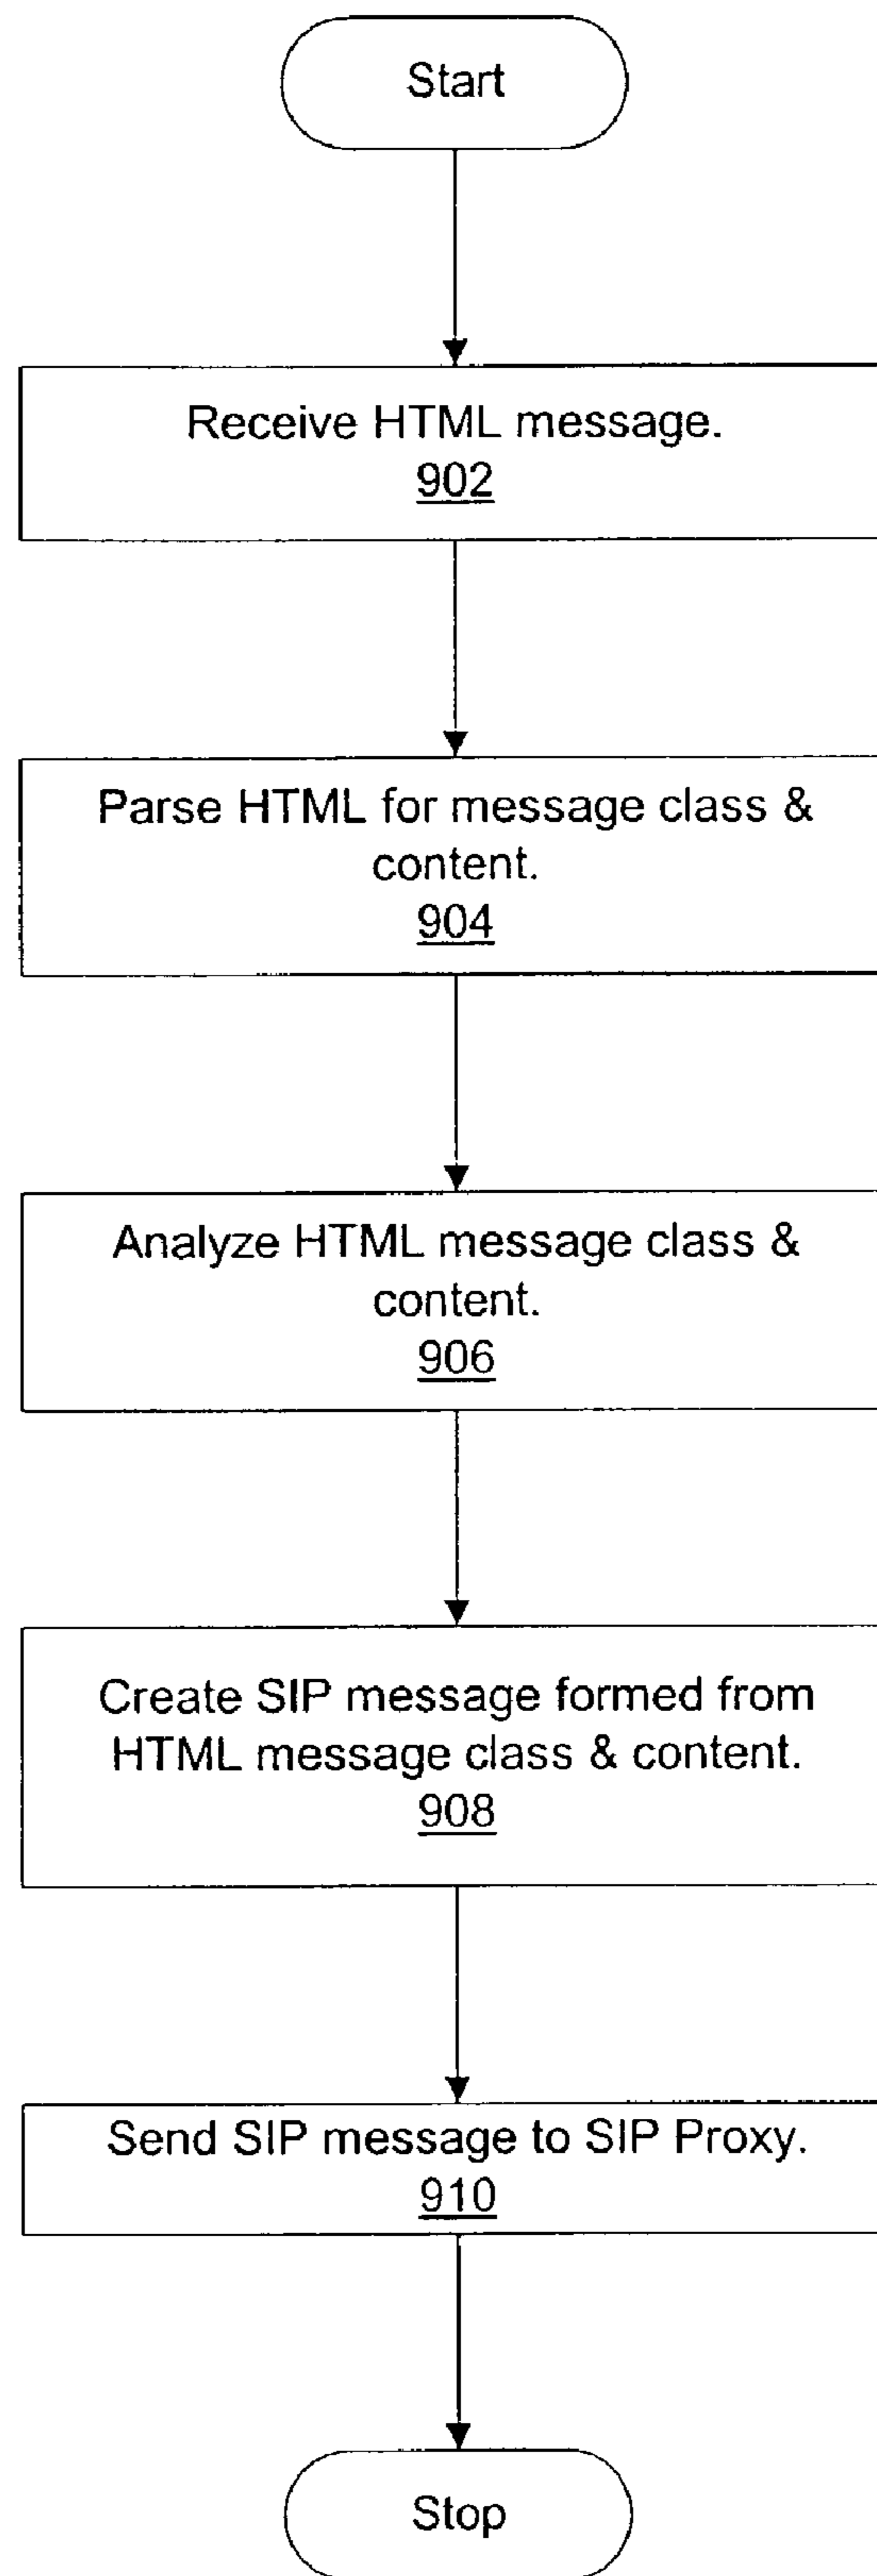 Start
Receive HTML message.
902
Parse HTML for message class &
content.
904
Analyze HTML message class &
content.
906
Create SIP message formed from
HTML message class & content.
908
Send SIP message to SIP Proxy.
910
Stop